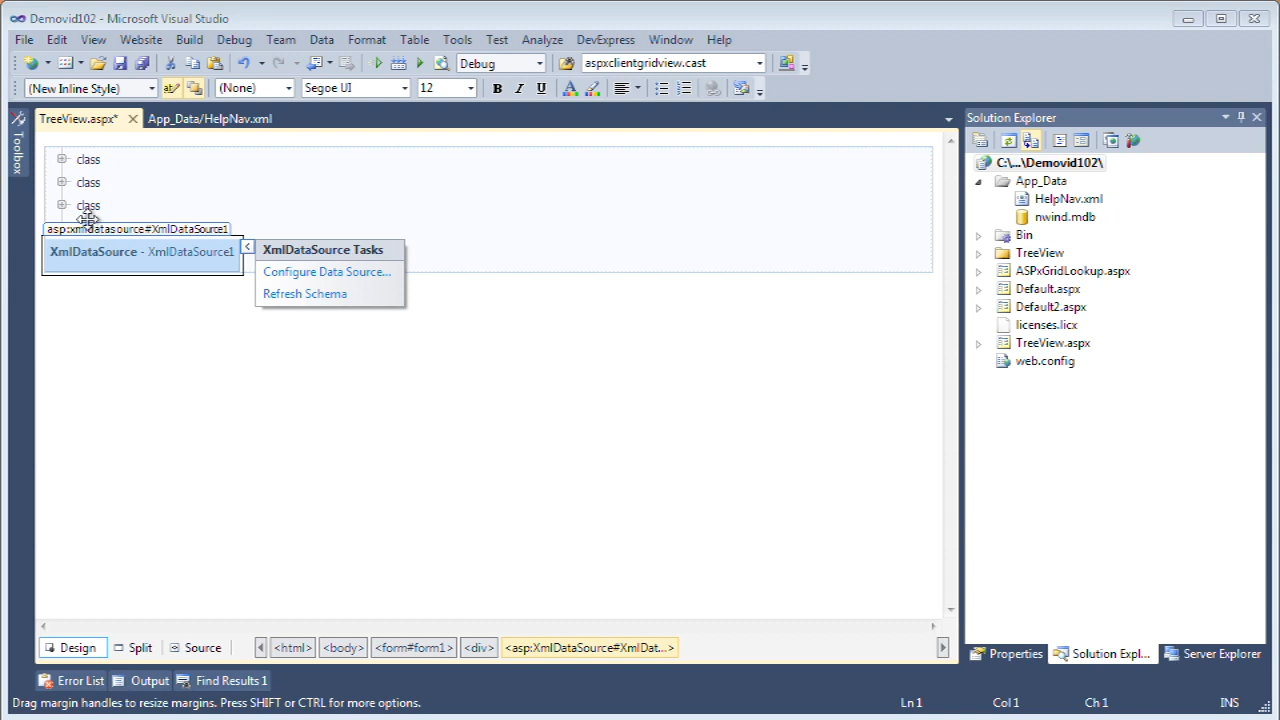 Demovid102 - Microsoft Visual Studio
File Edit View Website Build Debug Team Data Format Table Tools Test Analyze DevExpress Window Help
Debug aspxclientgridview.cast
(New Inline Style) (None) Segoe UI 12 B I U
TreeView.aspx* App_Data/HelpNav.xml
Toolbox
class
class
class
asp:xmldatasource#XmlDataSource1
XmlDataSource - XmlDataSource1
XmlDataSource Tasks
Configure Data Source...
Refresh Schema
Solution Explorer
C:\...\Demovid102\
App_Data
HelpNav.xml
nwind.mdb
Bin
TreeView
ASPxGridLookup.aspx
Default.aspx
Default2.aspx
licenses.licx
TreeView.aspx
web.config
Design Split Source <html> <body> <form#form1> <div> <asp:XmlDataSource#XmlDat...>
Properties Solution Expl... Server Explorer
Error List Output Find Results 1
Drag margin handles to resize margins. Press SHIFT or CTRL for more options. Ln 1 Col 1 Ch 1 INS